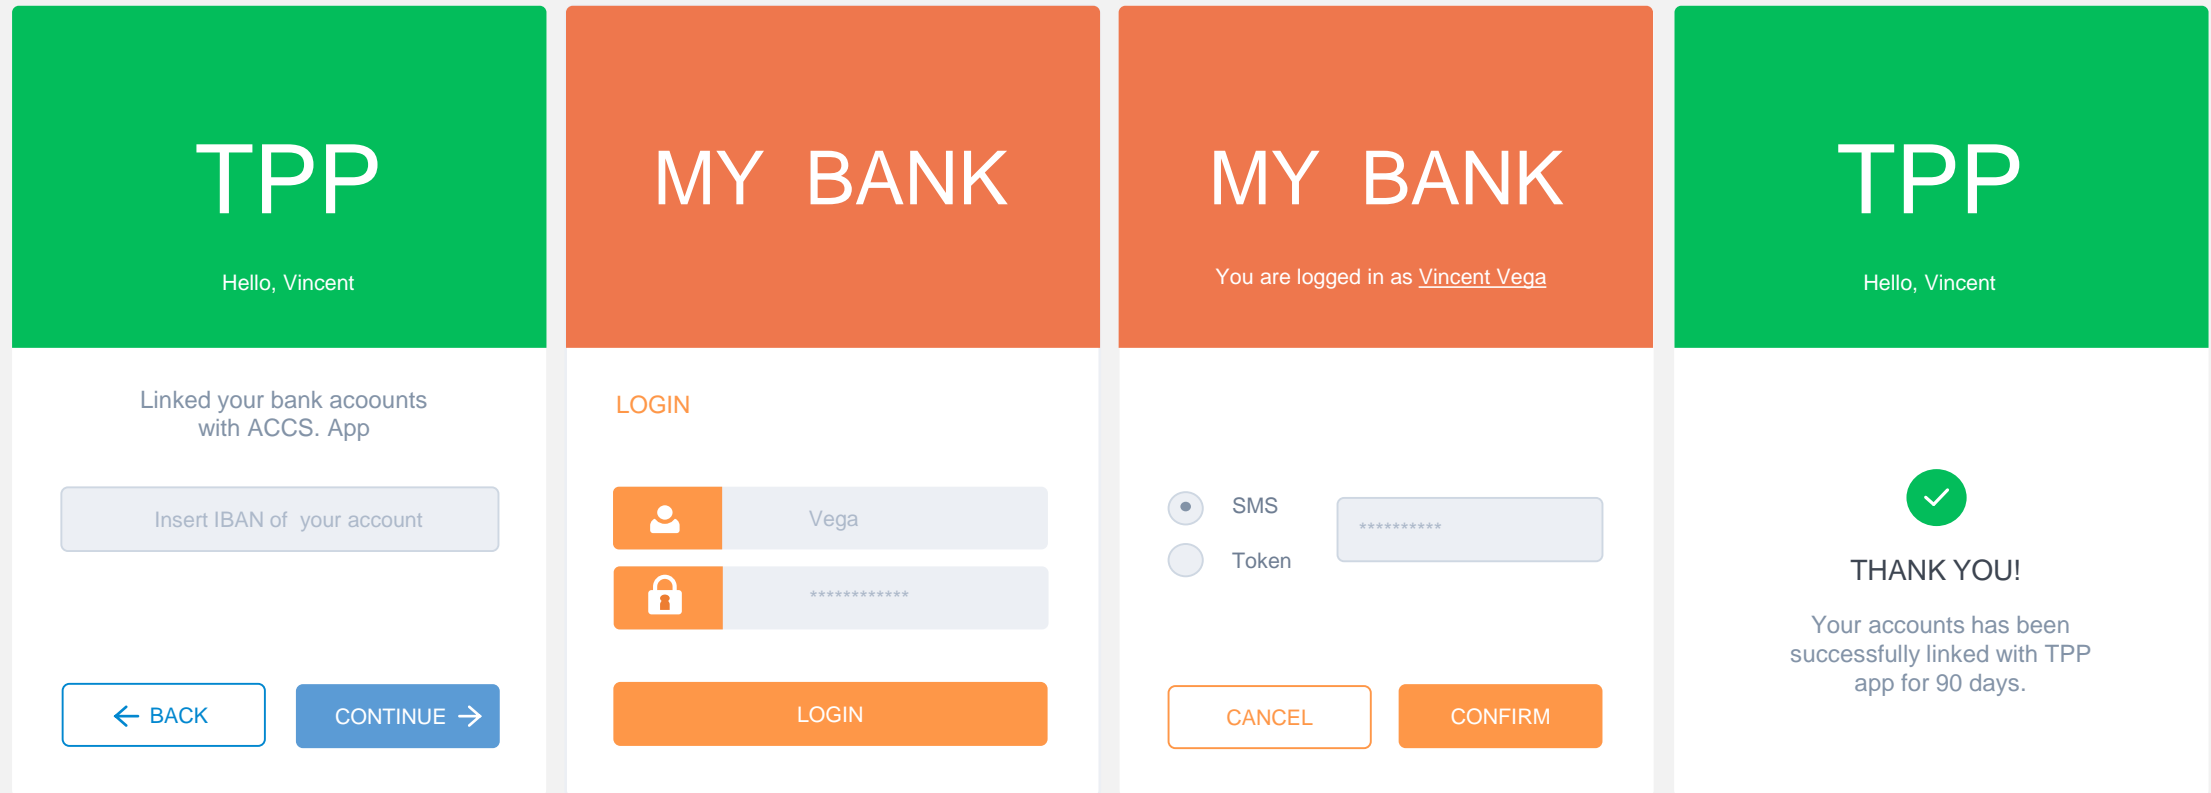 TPP
Hello, Vincent
Linked your bank acoounts
with ACCS. App
Insert IBAN of your account
BACK
CONTINUE
MY BANK
LOGIN
Vega
************
LOGIN
MY BANK
You are logged in as Vincent Vega
SMS
**********
Token
CANCEL
CONFIRM
TPP
Hello, Vincent
THANK YOU!
Your accounts has been
successfully linked with TPP
app for 90 days.